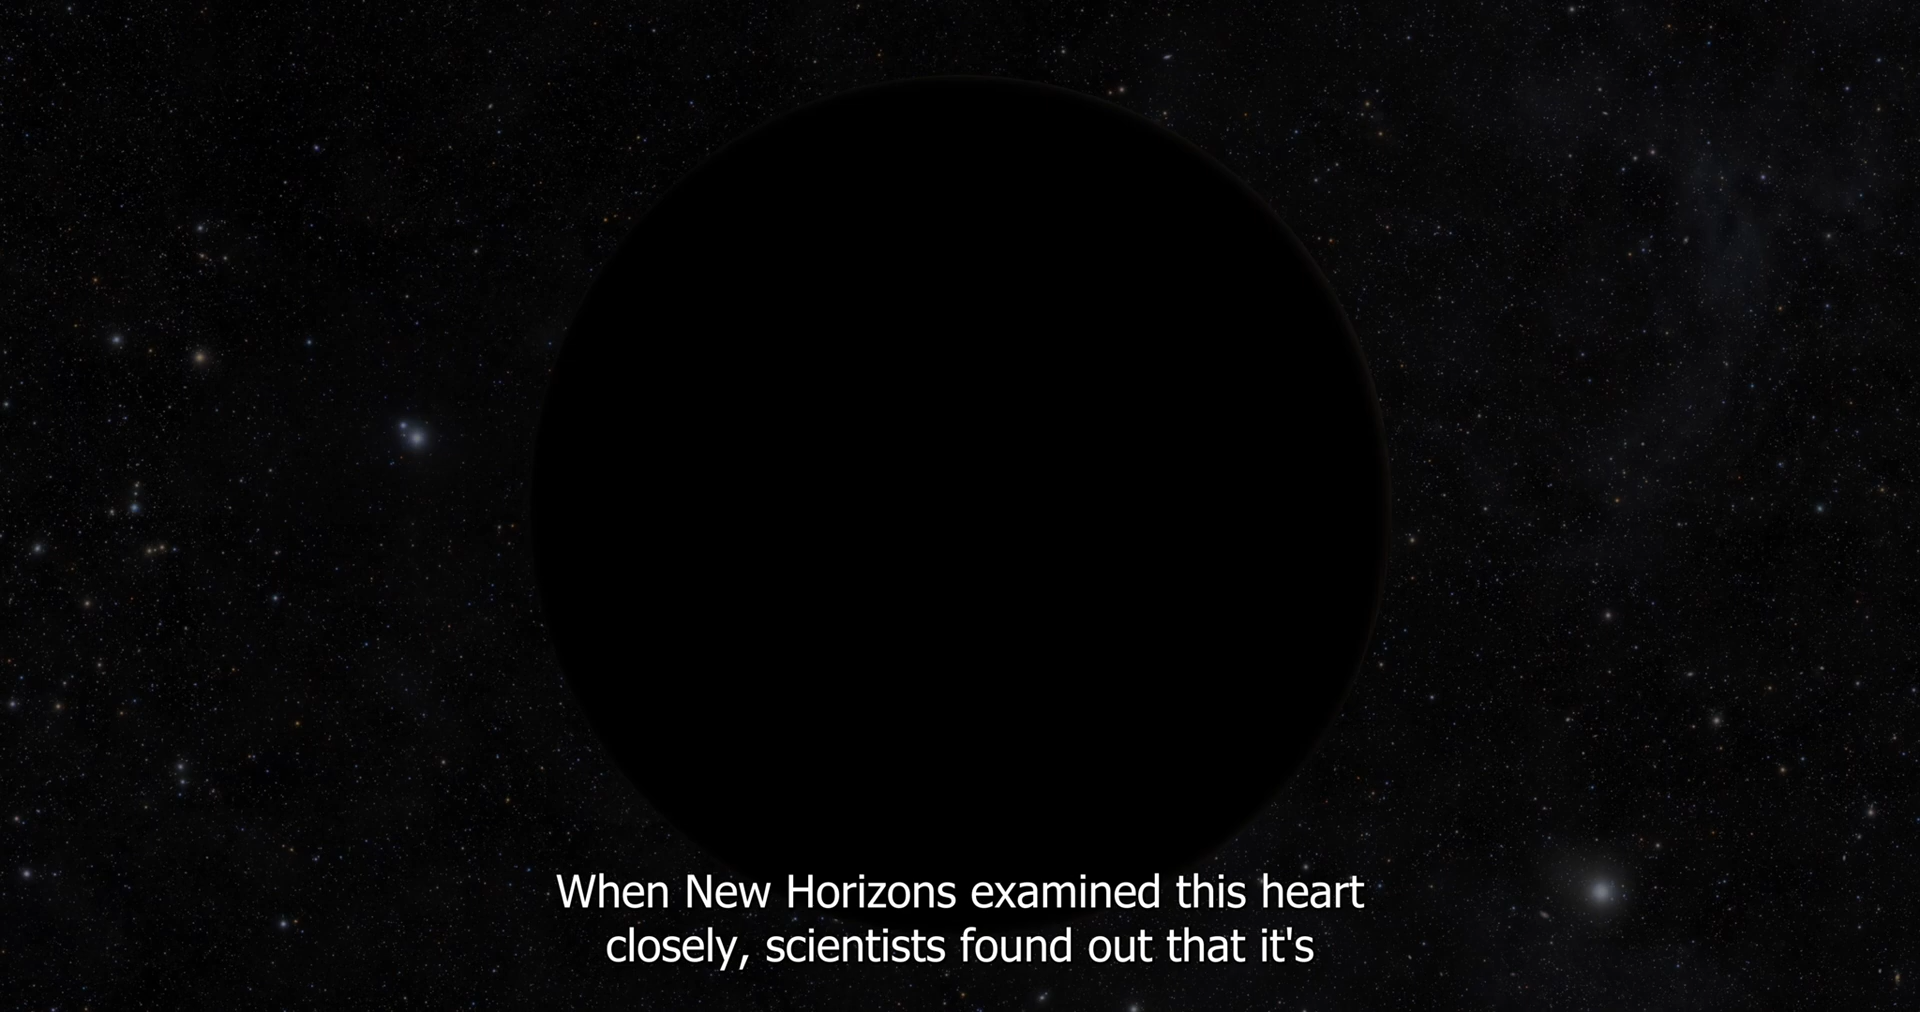 When New Horizons examined this heart
closely, scientists found out that it's